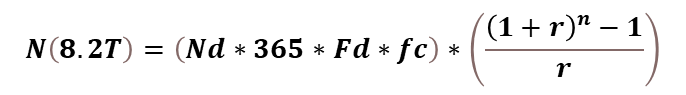 N(8.2T) = (Nd * 365 * Fd * fc) * (((1 + r)^n − 1) / r)